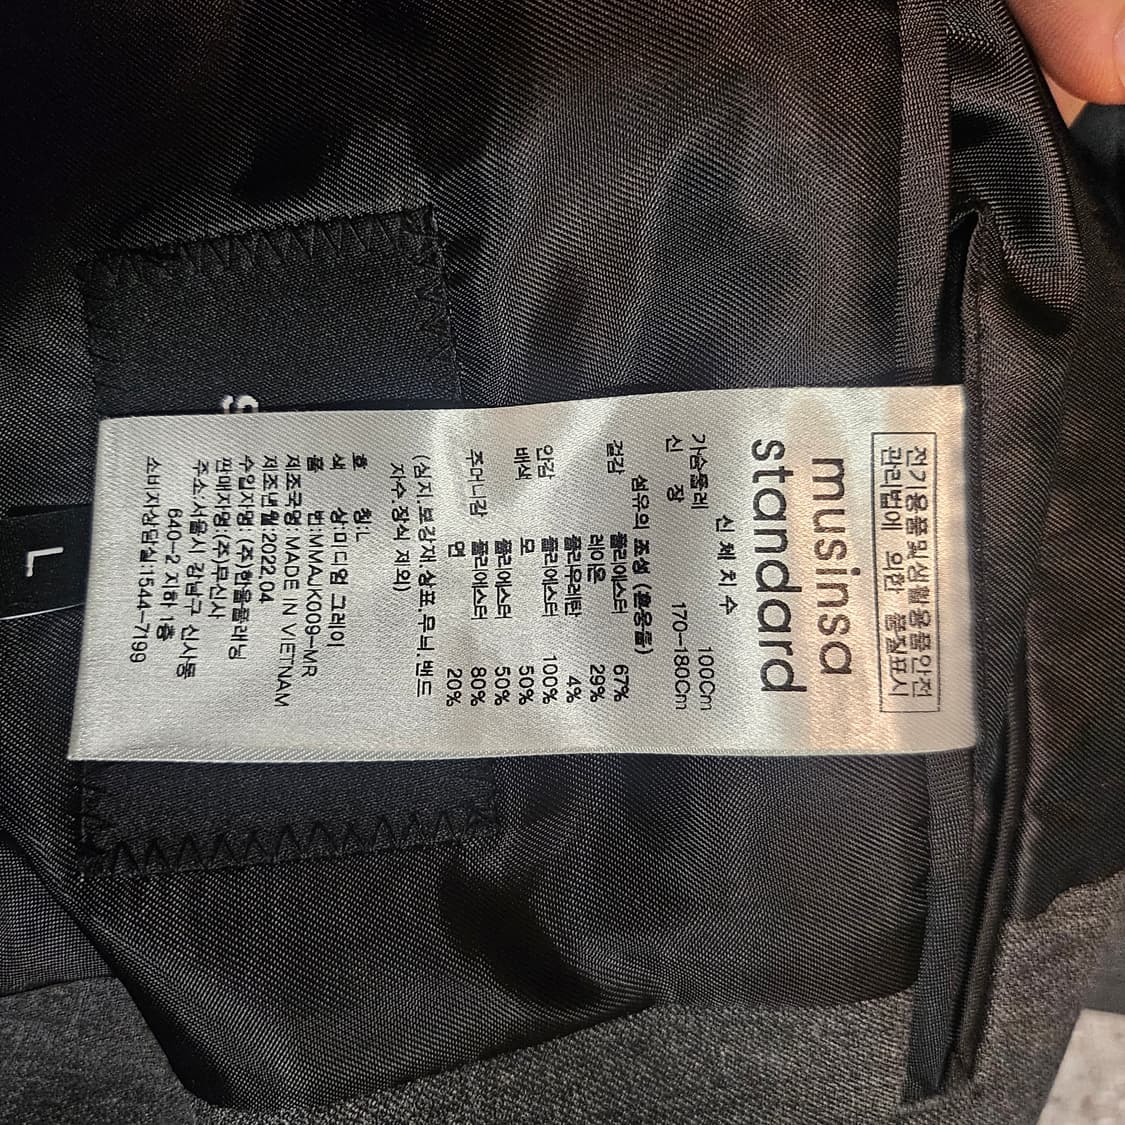 전기용품및생활용품안전
관리법에 의한 품질표시
musinsa
standard
신체치수
가슴둘레 100Cm
신 장 170-180Cm
섬유의 조성 (혼용율)
겉감 폴리에스터 67%
레이온 29%
폴리우레탄 4%
안감 폴리에스터 100%
배색 모 50%
폴리에스터 50%
주머니감 폴리에스터 80%
면 20%
(심지.보강재.상표.무늬.밴드
자수.장식 제외)
호 칭:L
색 상:미디엄 그레이
품 번:MMAJK009-MR
제조국명 MADE IN VIETNAM
제조년월:2022.04
수입자명: (주)한울플래닝
판매자명(주)무신사
주소:서울시 강남구 신사동
640-2 지하 1층
소비자상담실:1544-7199
S
L